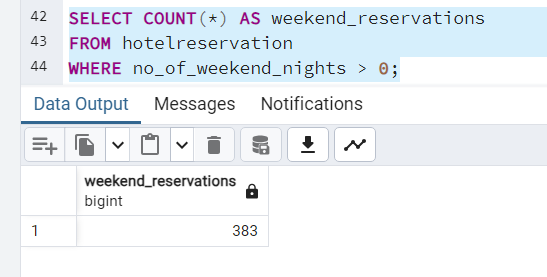 42 SELECT COUNT(*) AS weekend_reservations
43 FROM hotelreservation
44 WHERE no_of_weekend_nights > 0;
Data Output Messages Notifications
weekend_reservations
bigint
1 383